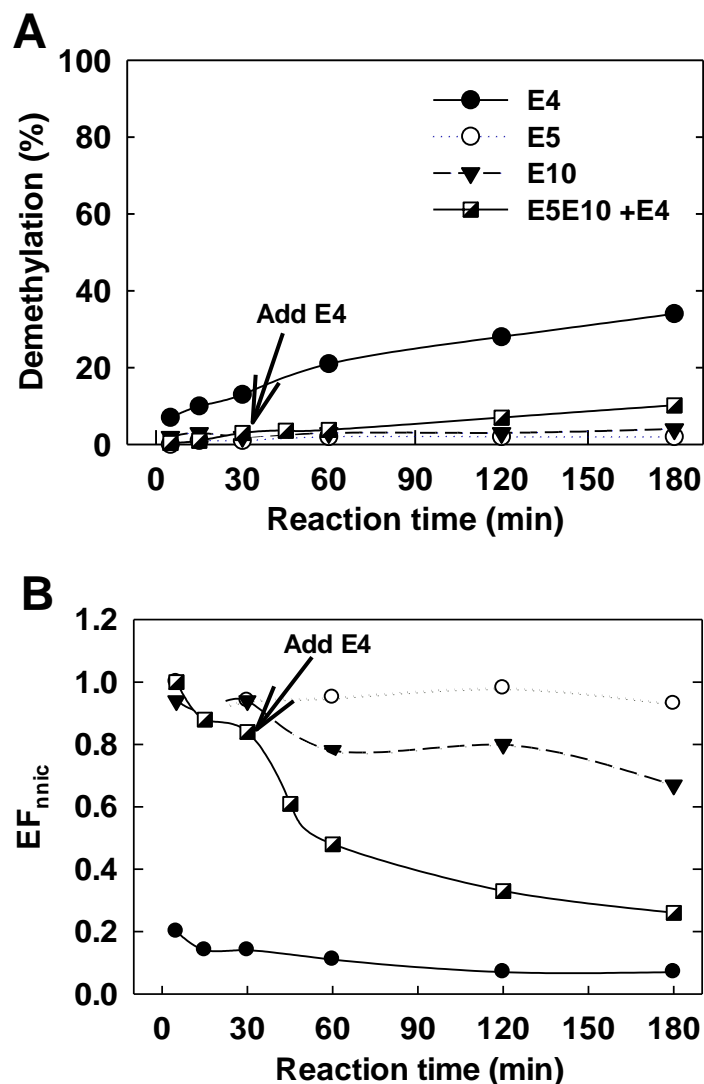 A
Demethylation (%)
100
80
60
40
20
0
E4
E5
E10
E5E10 +E4
Add E4
0 30 60 90 120 150 180
Reaction time (min)
B
EFnnic
1.2
1.0
0.8
0.6
0.4
0.2
0.0
Add E4
0 30 60 90 120 150 180
Reaction time (min)